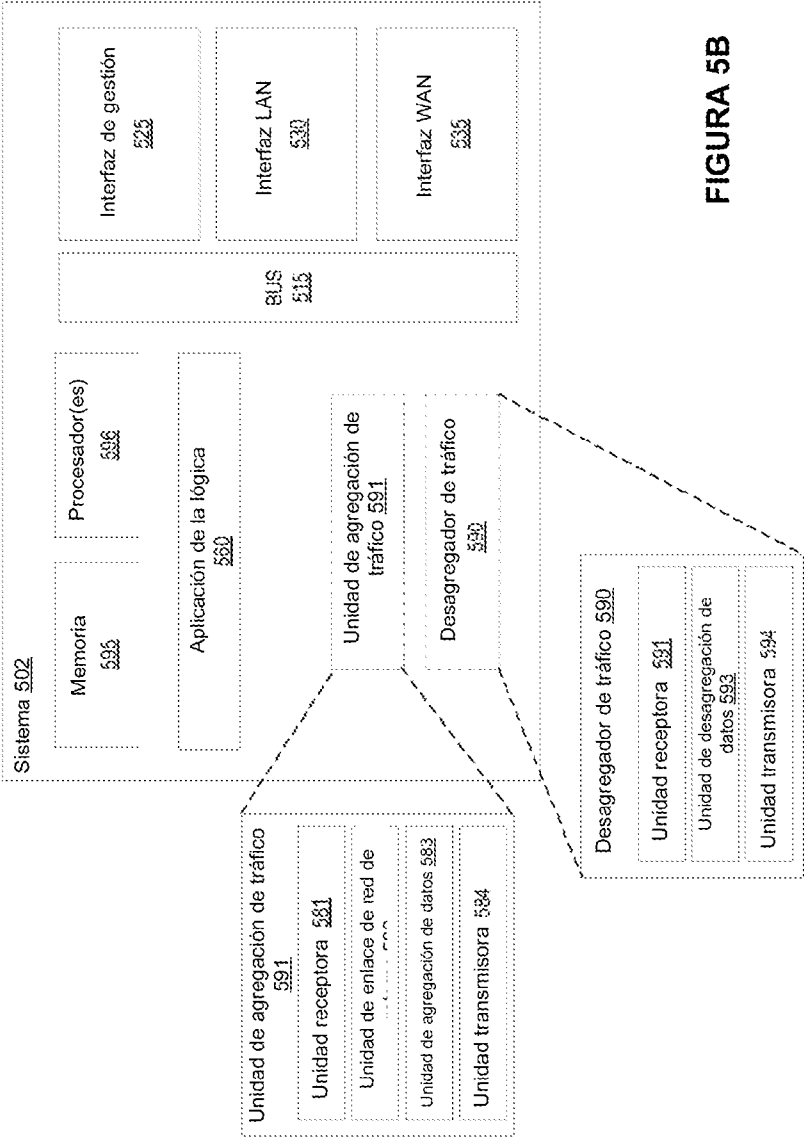 Sistema 502
Memoria
595
Procesador(es)
596
Aplicación de la lógica
560
BUS
515
Interfaz de gestión
525
Interfaz LAN
530
Interfaz WAN
535
Unidad de agregación de
tráfico 591
Desagregador de tráfico
590
Unidad de agregación de tráfico
591
Unidad receptora 581
Unidad de enlace de red de
Unidad de agregación de datos 583
Unidad transmisora 584
Desagregador de tráfico 590
Unidad receptora 591
Unidad de desagregación de
datos 593
Unidad transmisora 594
FIGURA 5B